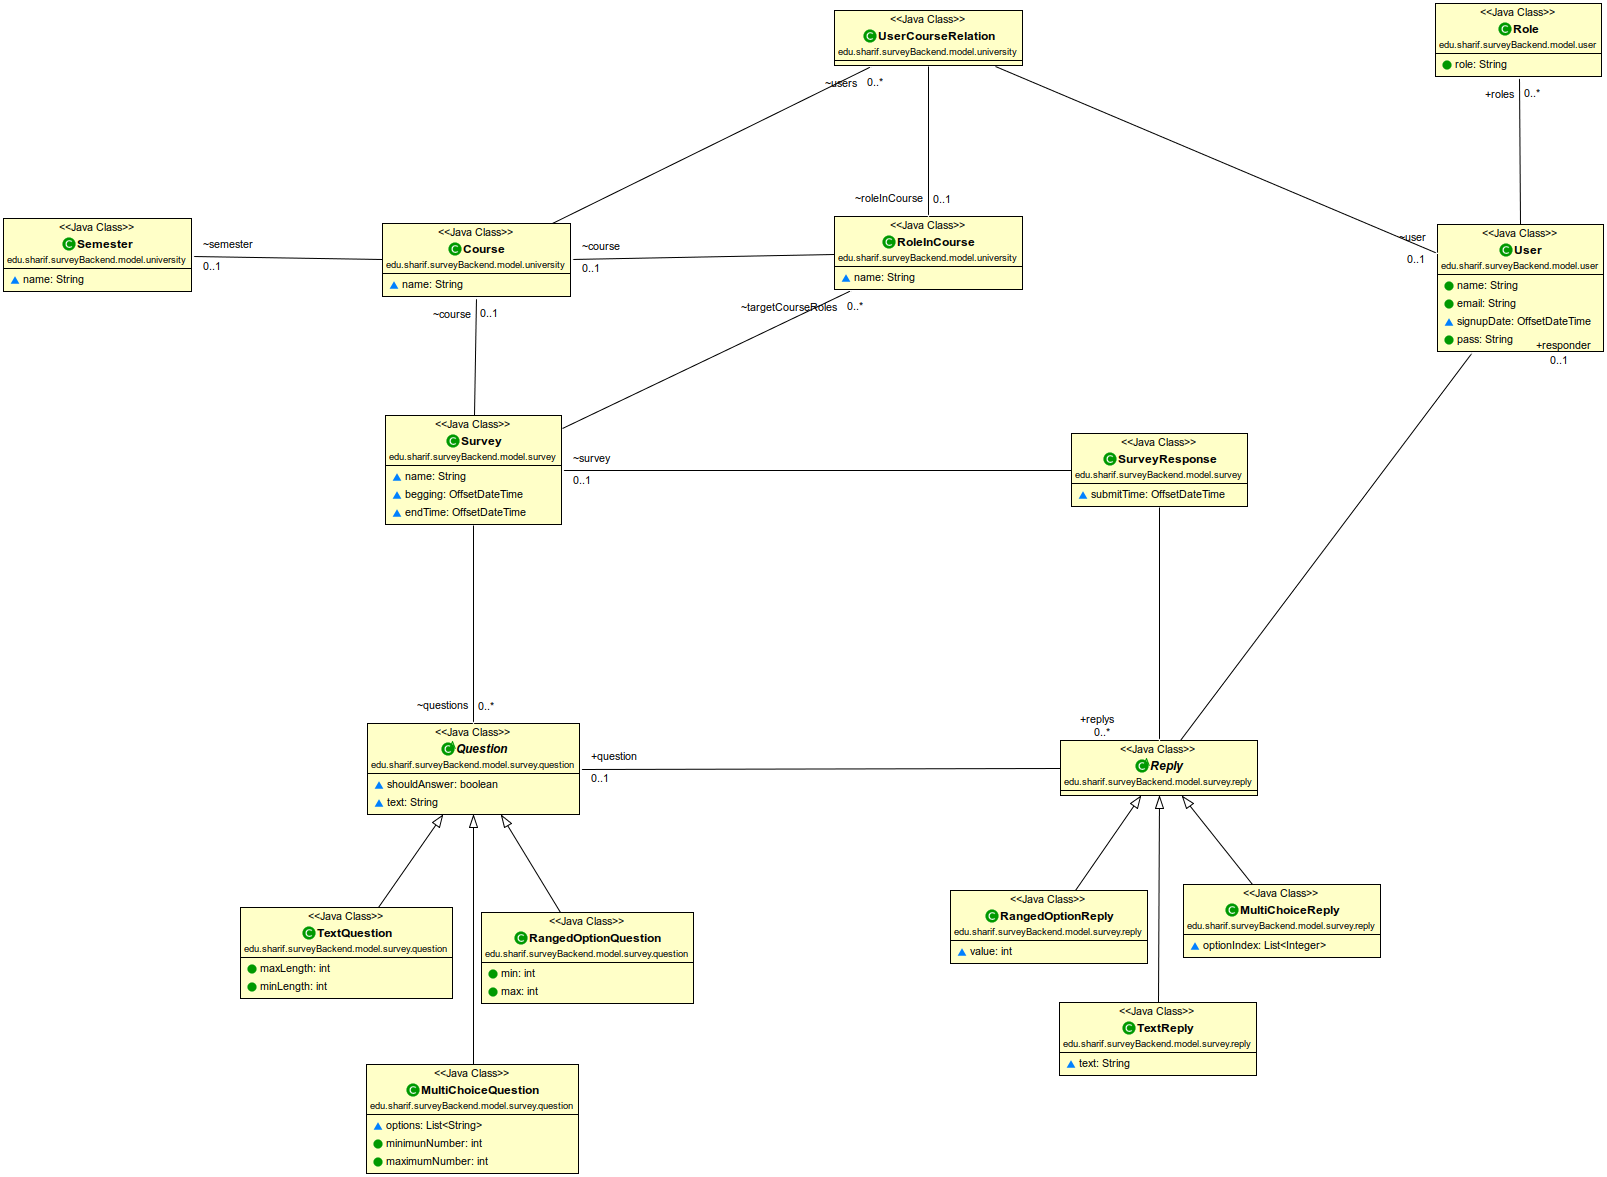 <<Java Class>>
UserCourseRelation
edu.sharif.surveyBackend.model.university
<<Java Class>>
Role
edu.sharif.surveyBackend.model.user
role: String
~users 0..*
+roles 0..*
~roleInCourse 0..1
<<Java Class>>
Semester
edu.sharif.surveyBackend.model.university
name: String
~semester
0..1
<<Java Class>>
Course
edu.sharif.surveyBackend.model.university
name: String
~course
0..1
<<Java Class>>
RoleInCourse
edu.sharif.surveyBackend.model.university
name: String
~user
0..1
<<Java Class>>
User
edu.sharif.surveyBackend.model.user
name: String
email: String
signupDate: OffsetDateTime
pass: String
+responder
0..1
~course 0..1
~targetCourseRoles 0..*
<<Java Class>>
Survey
edu.sharif.surveyBackend.model.survey
name: String
begging: OffsetDateTime
endTime: OffsetDateTime
~survey
0..1
<<Java Class>>
SurveyResponse
edu.sharif.surveyBackend.model.survey
submitTime: OffsetDateTime
~questions 0..*
+replys
0..*
<<Java Class>>
Question
edu.sharif.surveyBackend.model.survey.question
shouldAnswer: boolean
text: String
+question
0..1
<<Java Class>>
Reply
edu.sharif.surveyBackend.model.survey.reply
<<Java Class>>
TextQuestion
edu.sharif.surveyBackend.model.survey.question
maxLength: int
minLength: int
<<Java Class>>
RangedOptionQuestion
edu.sharif.surveyBackend.model.survey.question
min: int
max: int
<<Java Class>>
RangedOptionReply
edu.sharif.surveyBackend.model.survey.reply
value: int
<<Java Class>>
MultiChoiceReply
edu.sharif.surveyBackend.model.survey.reply
optionIndex: List<Integer>
<<Java Class>>
TextReply
edu.sharif.surveyBackend.model.survey.reply
text: String
<<Java Class>>
MultiChoiceQuestion
edu.sharif.surveyBackend.model.survey.question
options: List<String>
minimunNumber: int
maximumNumber: int